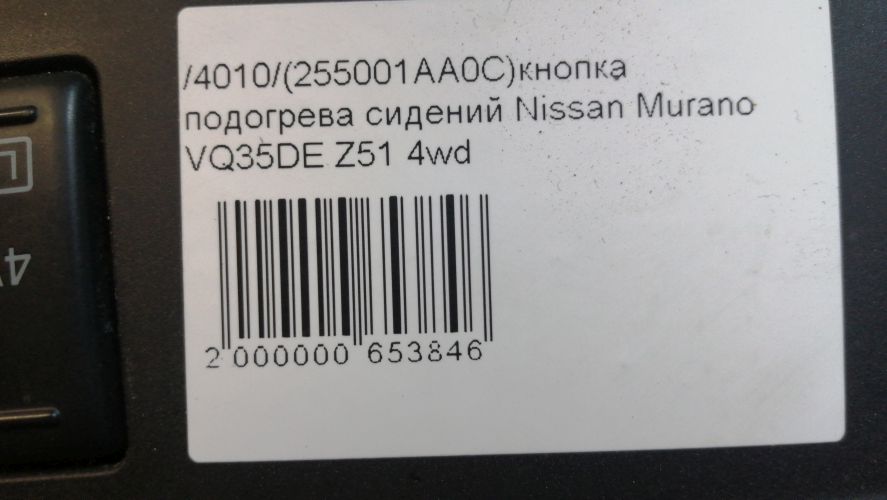 /4010/(255001AA0C)кнопка
подогрева сидений Nissan Murano
VQ35DE Z51 4wd
2 000000 653846